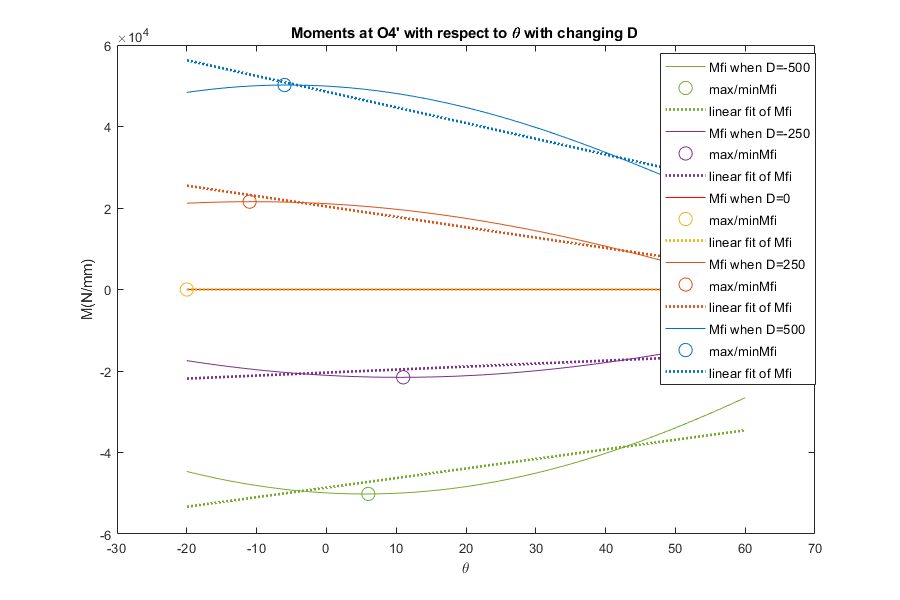 Moments at O4' with respect to θ with changing D
×10⁴
6
4
2
0
-2
-4
-6
M(N/mm)
-30 -20 -10 0 10 20 30 40 50 60 70
θ
Mfi when D=-500
max/minMfi
linear fit of Mfi
Mfi when D=-250
max/minMfi
linear fit of Mfi
Mfi when D=0
max/minMfi
linear fit of Mfi
Mfi when D=250
max/minMfi
linear fit of Mfi
Mfi when D=500
max/minMfi
linear fit of Mfi